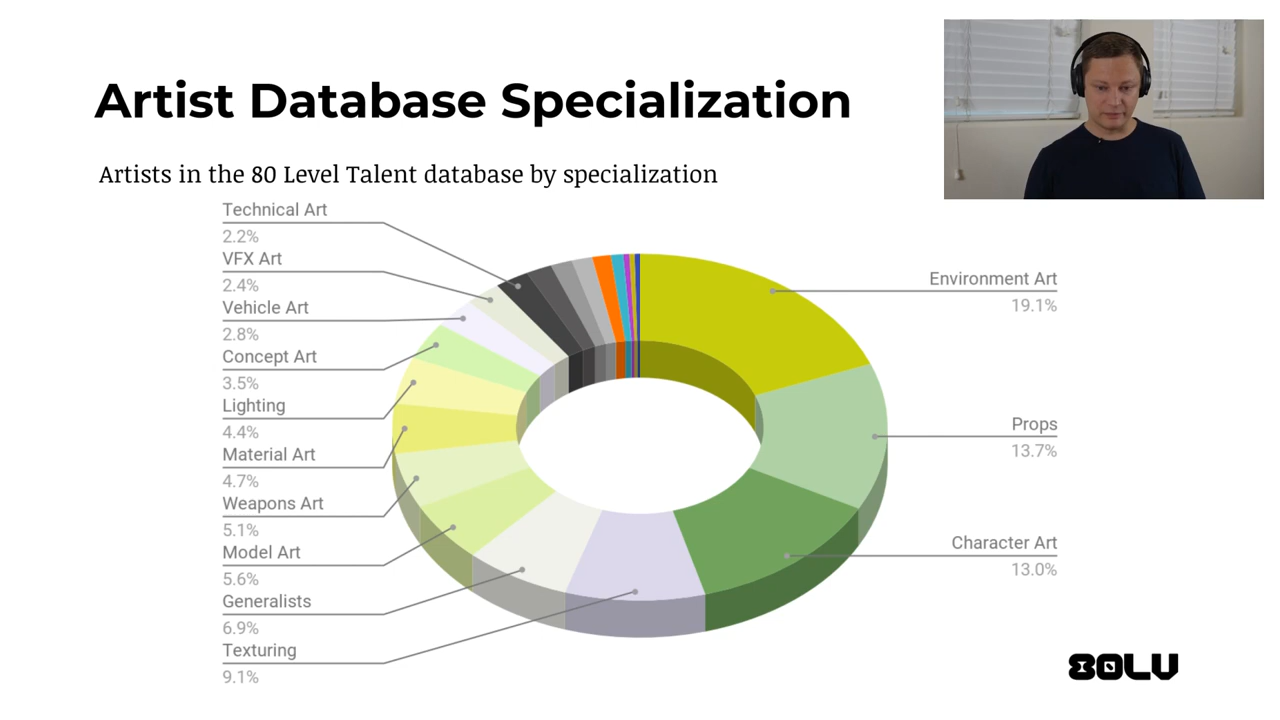 Artist Database Specialization
Artists in the 80 Level Talent database by specialization
Technical Art
2.2%
VFX Art
2.4%
Vehicle Art
2.8%
Concept Art
3.5%
Lighting
4.4%
Material Art
4.7%
Weapons Art
5.1%
Model Art
5.6%
Generalists
6.9%
Texturing
9.1%
Environment Art
19.1%
Props
13.7%
Character Art
13.0%
80LV